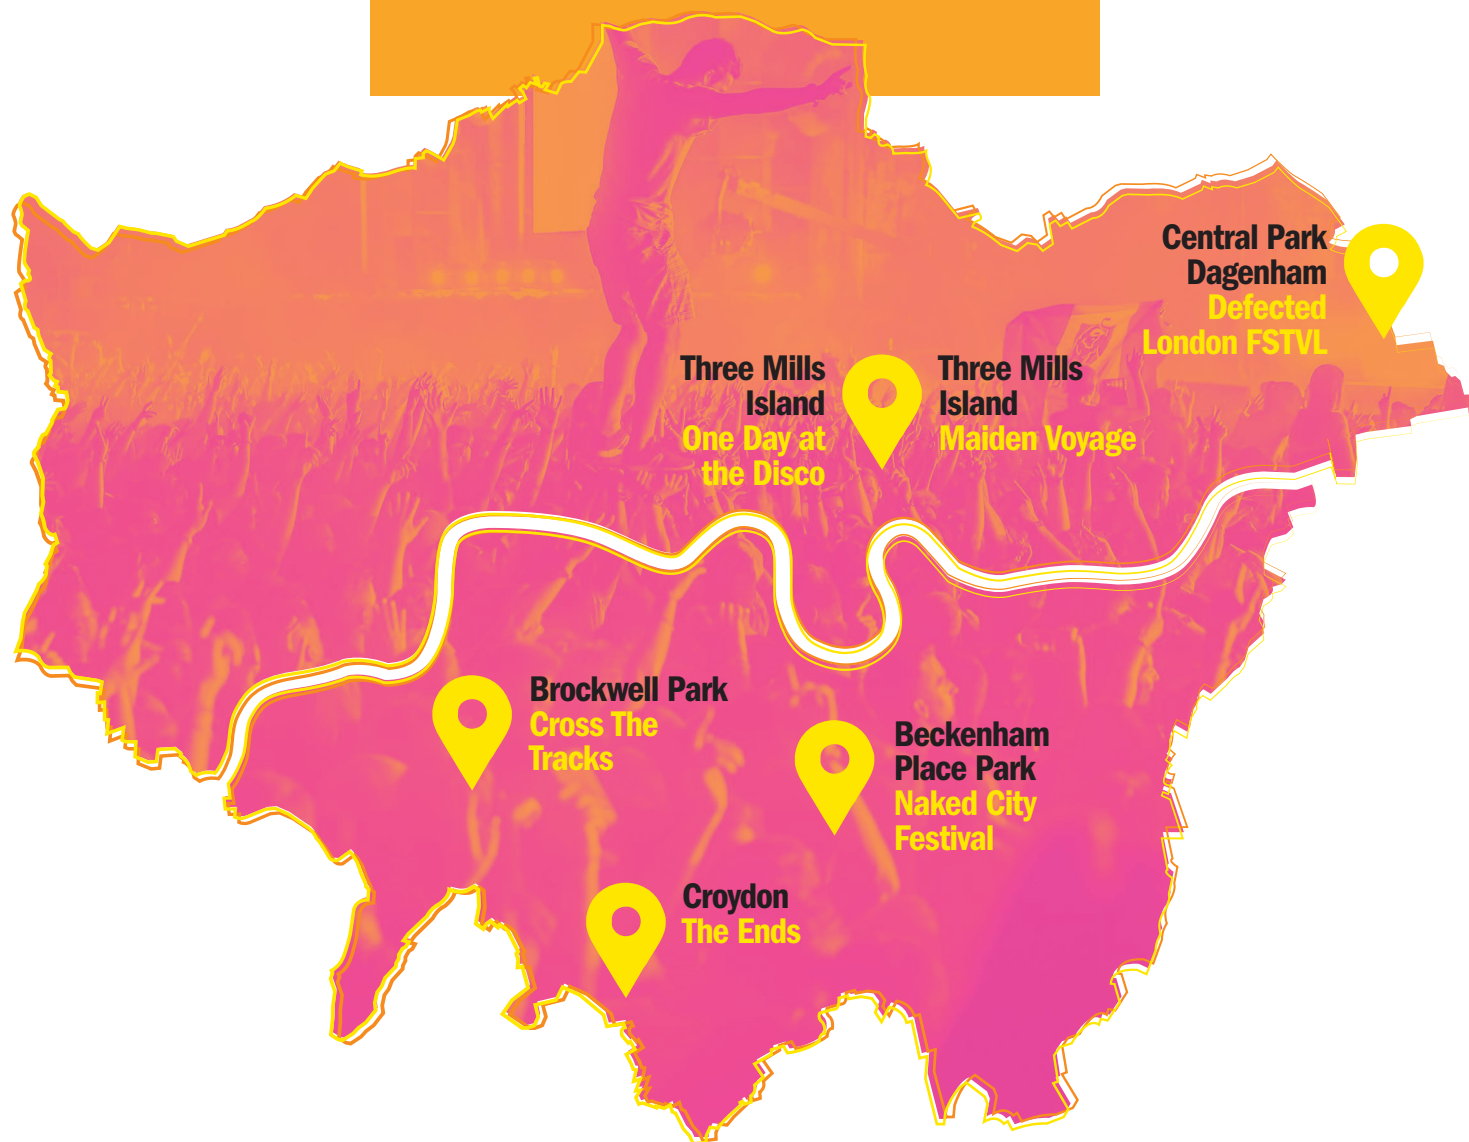 Central Park
Dagenham
Defected
London FSTVL
Three Mills
Island
One Day at
the Disco
Three Mills
Island
Maiden Voyage
Brockwell Park
Cross The
Tracks
Beckenham
Place Park
Naked City
Festival
Croydon
The Ends